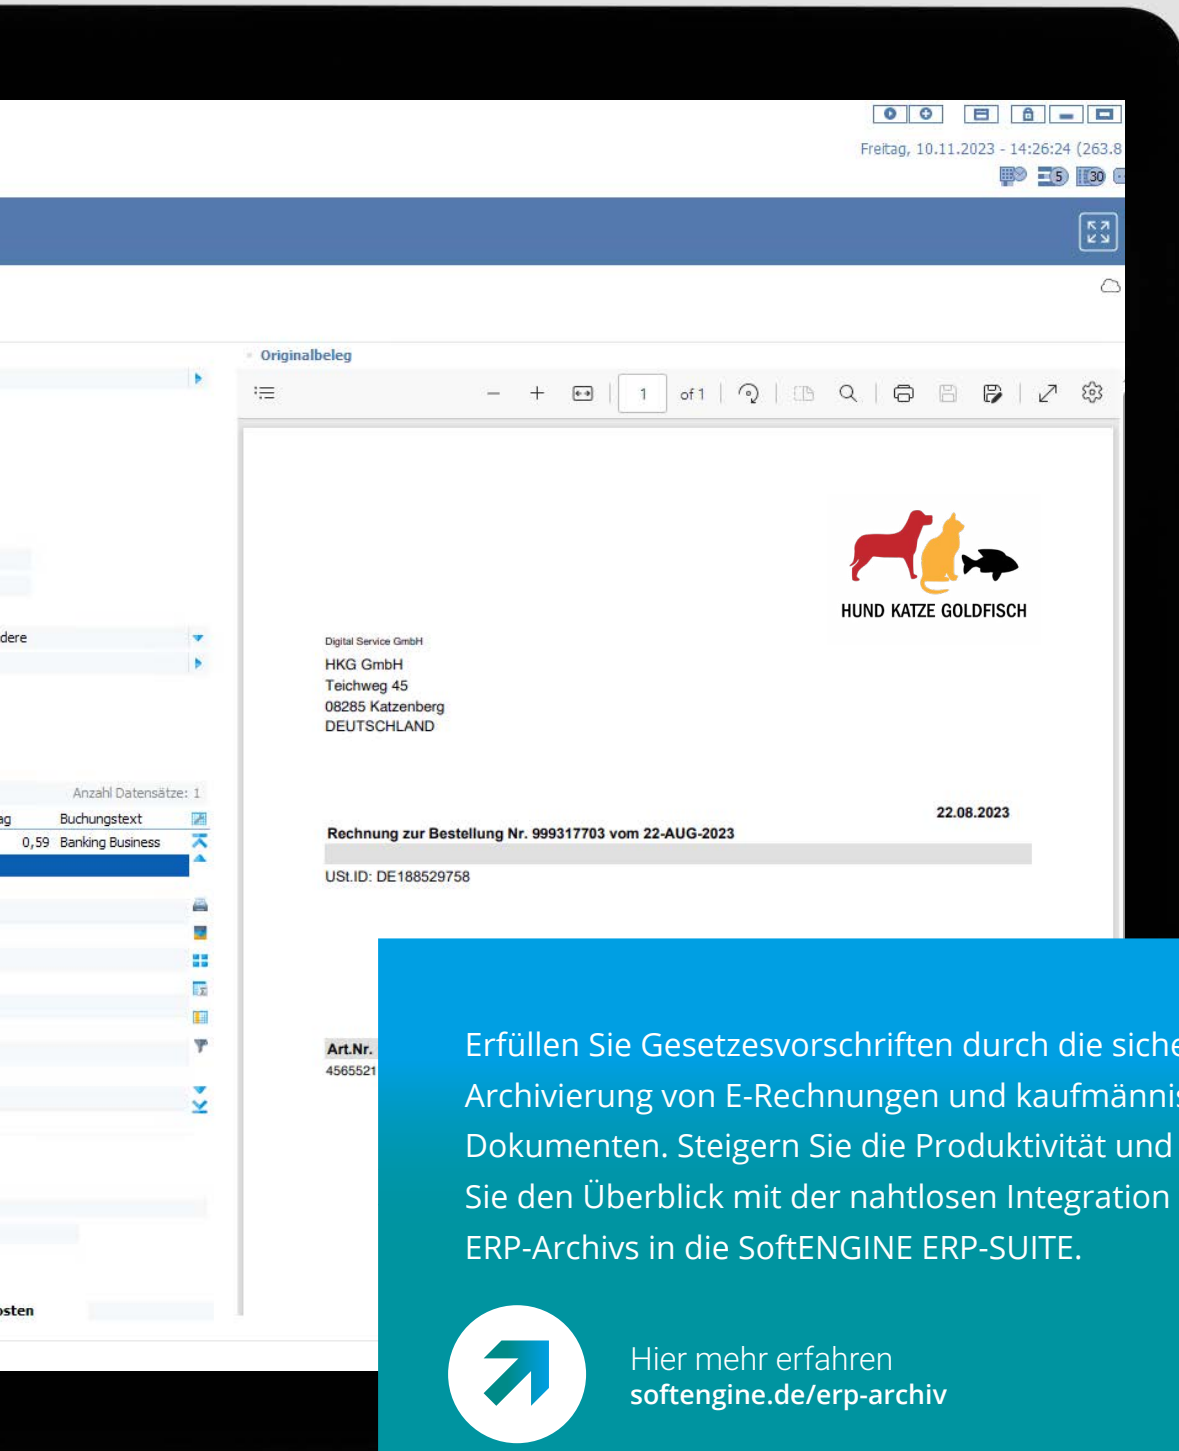 Freitag, 10.11.2023 - 14:26:24 (263.8
5 30
Originalbeleg
1 of 1
HUND KATZE GOLDFISCH
dere
Digital Service GmbH
HKG GmbH
Teichweg 45
08285 Katzenberg
DEUTSCHLAND
Anzahl Datensätze: 1
ag Buchungstext
0,59 Banking Business
22.08.2023
Rechnung zur Bestellung Nr. 999317703 vom 22-AUG-2023
USt.ID: DE188529758
Art.Nr.
4565521
osten
Erfüllen Sie Gesetzesvorschriften durch die siche
Archivierung von E-Rechnungen und kaufmännis
Dokumenten. Steigern Sie die Produktivität und
Sie den Überblick mit der nahtlosen Integration
ERP-Archivs in die SoftENGINE ERP-SUITE.
Hier mehr erfahren
softengine.de/erp-archiv